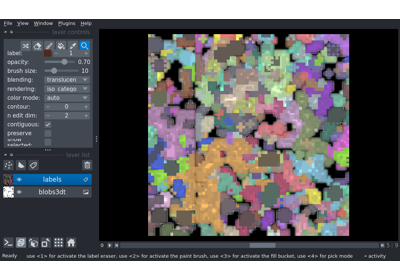 File View Window Plugins Help
layer controls
label: 1
opacity: 0.70
brush size: 10
blending: translucen
rendering: iso_catego
color mode: auto
contour: 0
n edit dim: 2
contiguous:
preserve
selected:
layer list
labels
blobs3dt
0
Ready use <1> for activate the label eraser, use <2> for activate the paint brush, use <3> for activate the fill bucket, use <4> for pick mode activity